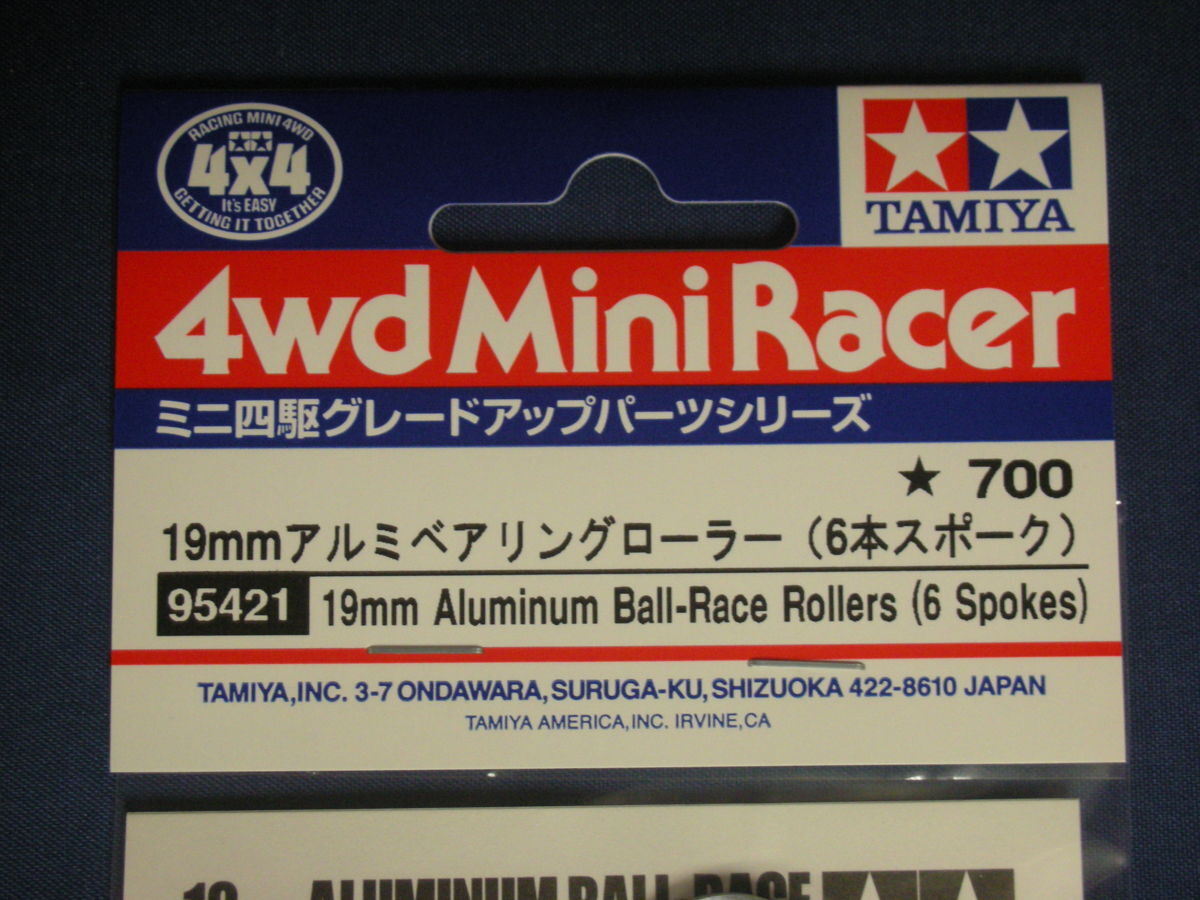 RACING MINI 4WD
4x4
It's EASY
GETTING IT TOGETHER
TAMIYA
4wd Mini Racer
ミニ四駆グレードアップパーツシリーズ
★ 700
19mmアルミベアリングローラー（6本スポーク）
95421 19mm Aluminum Ball-Race Rollers (6 Spokes)
TAMIYA,INC. 3-7 ONDAWARA, SURUGA-KU, SHIZUOKA 422-8610 JAPAN
TAMIYA AMERICA,INC. IRVINE,CA
ALUMINUM BALL-RACE